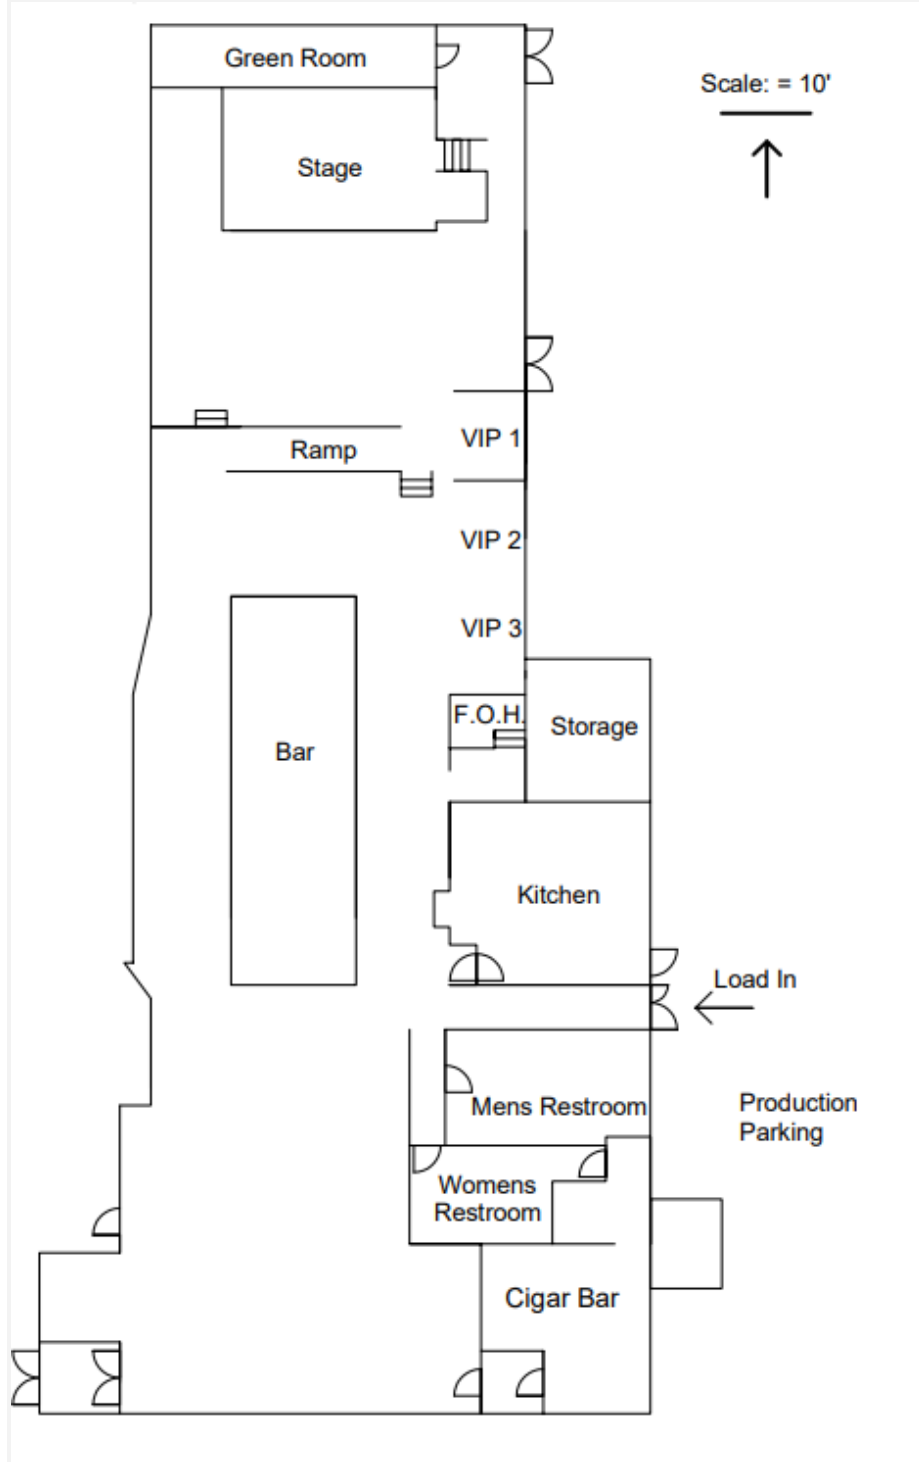 Green Room
Scale: = 10'
Stage
VIP 1
Ramp
VIP 2
VIP 3
F.O.H.
Storage
Bar
Kitchen
Load In
Mens Restroom
Production
Parking
Womens
Restroom
Cigar Bar